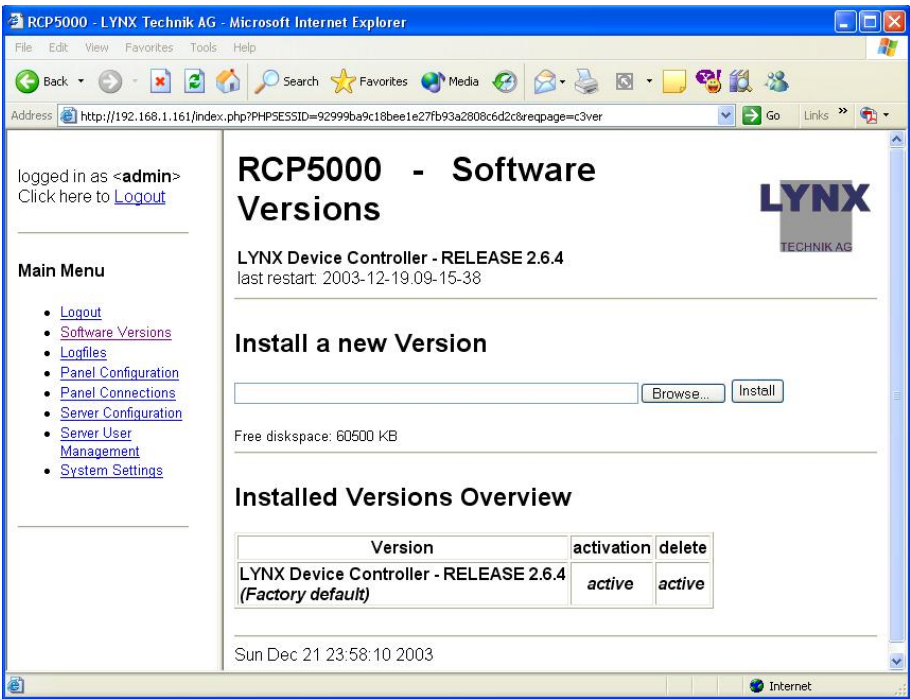 RCP5000 - LYNX Technik AG - Microsoft Internet Explorer
File Edit View Favorites Tools Help
Back Search Favorites Media
Address http://192.168.1.161/index.php?PHPSESSID=92999ba9c18bee1e27fb93a2808c6d2c&reqpage=c3ver Go Links »
logged in as <admin>
Click here to Logout
Main Menu
• Logout
• Software Versions
• Logfiles
• Panel Configuration
• Panel Connections
• Server Configuration
• Server User
Management
• System Settings
RCP5000 - Software
Versions
LYNX
TECHNIK AG
LYNX Device Controller - RELEASE 2.6.4
last restart: 2003-12-19.09-15-38
Install a new Version
Browse... Install
Free diskspace: 60500 KB
Installed Versions Overview
Version activation delete
LYNX Device Controller - RELEASE 2.6.4 active active
(Factory default)
Sun Dec 21 23:58:10 2003
Internet